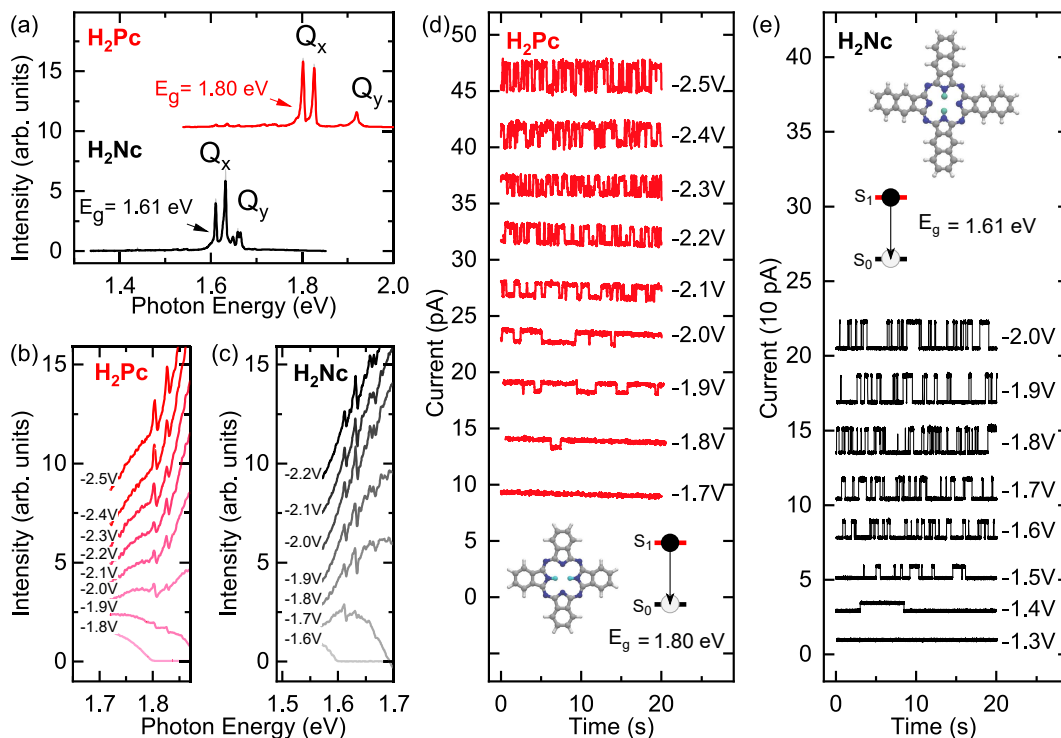 (a)
H₂Pc
Qₓ
Q_y
E_g = 1.80 eV
H₂Nc
Qₓ
Q_y
E_g = 1.61 eV
Intensity (arb. units)
15
10
5
0
1.4
1.6
1.8
2.0
Photon Energy (eV)
(b)
H₂Pc
Intensity (arb. units)
15
10
5
0
-2.5V
-2.4V
-2.3V
-2.2V
-2.1V
-2.0V
-1.9V
-1.8V
1.7
1.8
(c)
H₂Nc
Intensity (arb. units)
15
10
5
0
-2.2V
-2.1V
-2.0V
-1.9V
-1.8V
-1.7V
-1.6V
1.5
1.6
1.7
Photon Energy (eV)
(d)
H₂Pc
Current (pA)
50
45
40
35
30
25
20
15
10
5
0
-2.5V
-2.4V
-2.3V
-2.2V
-2.1V
-2.0V
-1.9V
-1.8V
-1.7V
S₁
S₀
E_g = 1.80 eV
0
10
20
Time (s)
(e)
H₂Nc
Current (10 pA)
40
35
30
25
20
15
10
5
0
S₁
E_g = 1.61 eV
S₀
-2.0V
-1.9V
-1.8V
-1.7V
-1.6V
-1.5V
-1.4V
-1.3V
0
10
20
Time (s)